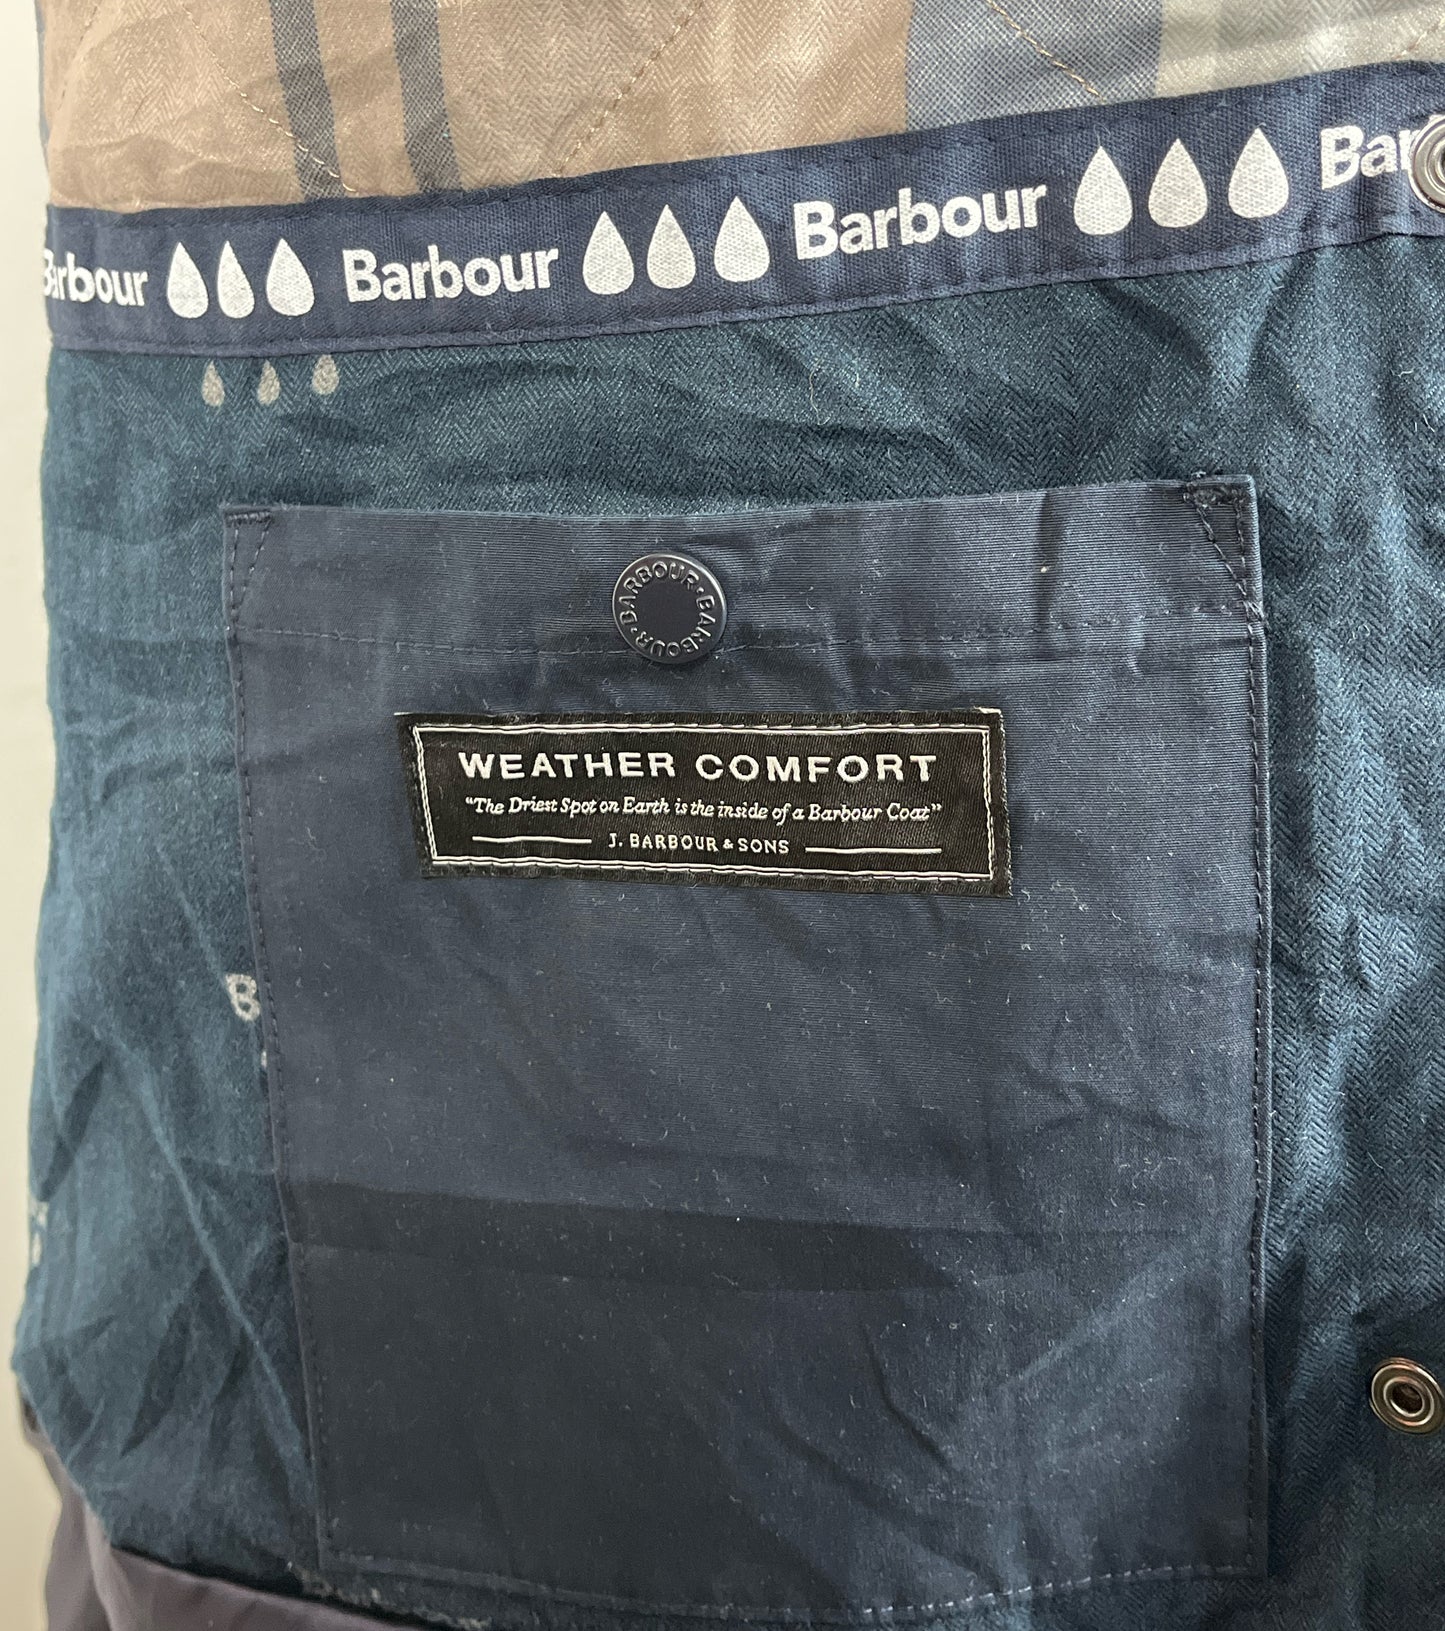 Barbour Barbour Barbour Bar
BARBOUR · BARBOUR ·
WEATHER COMFORT
"The Driest Spot on Earth is the inside of a Barbour Coat"
J. BARBOUR & SONS
B